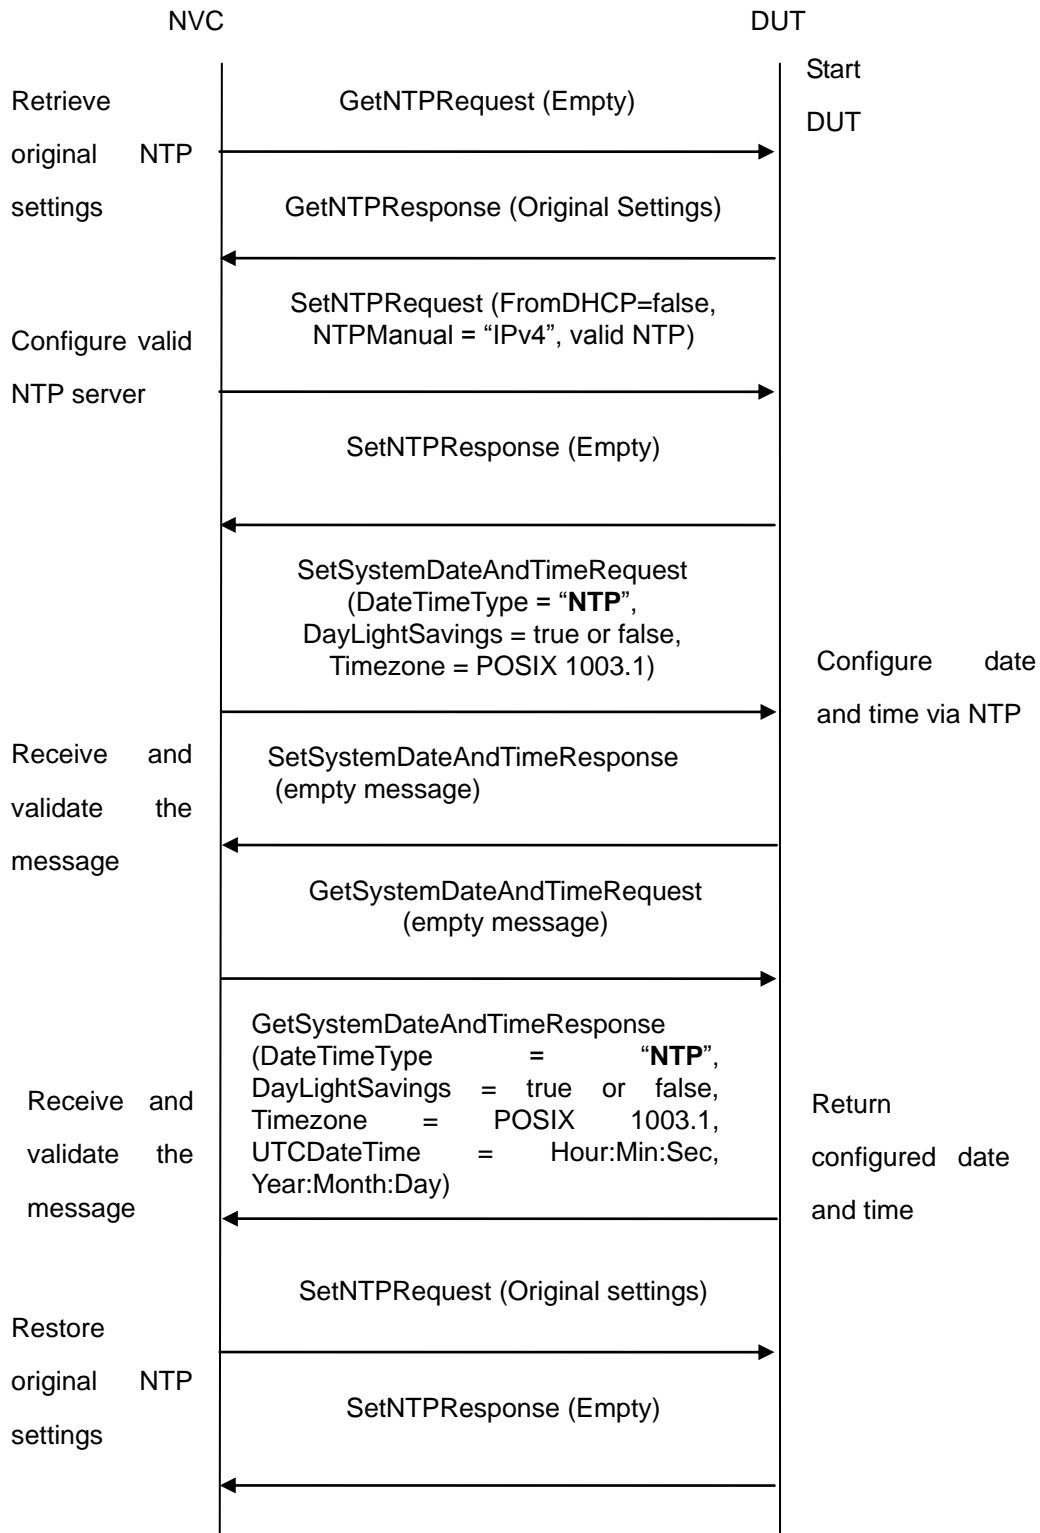 NVC
DUT
Start
DUT
Retrieve
original NTP
settings
GetNTPRequest (Empty)
GetNTPResponse (Original Settings)
SetNTPRequest (FromDHCP=false,
NTPManual = “IPv4”, valid NTP)
Configure valid
NTP server
SetNTPResponse (Empty)
SetSystemDateAndTimeRequest
(DateTimeType = “NTP”,
DayLightSavings = true or false,
Timezone = POSIX 1003.1)
Configure date
and time via NTP
Receive and
validate the
message
SetSystemDateAndTimeResponse
(empty message)
GetSystemDateAndTimeRequest
(empty message)
GetSystemDateAndTimeResponse
(DateTimeType = “NTP”,
DayLightSavings = true or false,
Timezone = POSIX 1003.1,
UTCDateTime = Hour:Min:Sec,
Year:Month:Day)
Receive and
validate the
message
Return
configured date
and time
SetNTPRequest (Original settings)
Restore
original NTP
settings
SetNTPResponse (Empty)